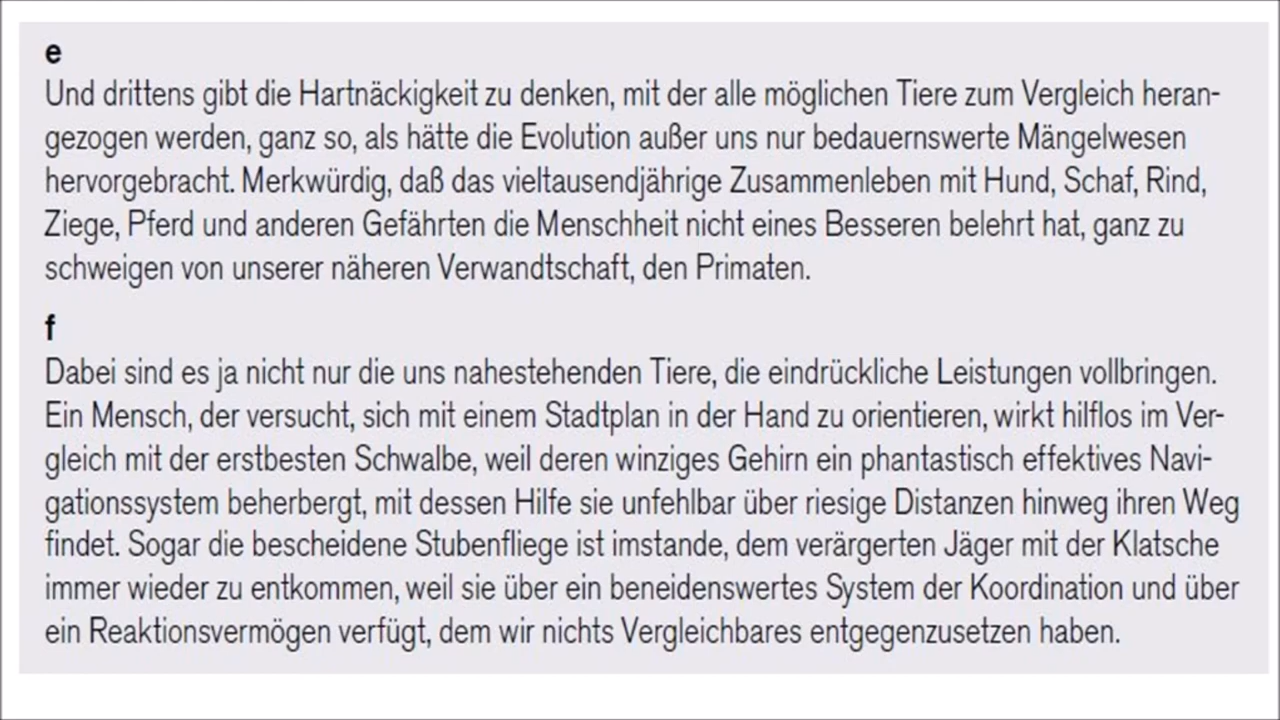 e
Und drittens gibt die Hartnäckigkeit zu denken, mit der alle möglichen Tiere zum Vergleich heran-
gezogen werden, ganz so, als hätte die Evolution außer uns nur bedauernswerte Mängelwesen
hervorgebracht. Merkwürdig, daß das vieltausendjährige Zusammenleben mit Hund, Schaf, Rind,
Ziege, Pferd und anderen Gefährten die Menschheit nicht eines Besseren belehrt hat, ganz zu
schweigen von unserer näheren Verwandtschaft, den Primaten.
f
Dabei sind es ja nicht nur die uns nahestehenden Tiere, die eindrückliche Leistungen vollbringen.
Ein Mensch, der versucht, sich mit einem Stadtplan in der Hand zu orientieren, wirkt hilflos im Ver-
gleich mit der erstbesten Schwalbe, weil deren winziges Gehirn ein phantastisch effektives Navi-
gationssystem beherbergt, mit dessen Hilfe sie unfehlbar über riesige Distanzen hinweg ihren Weg
findet. Sogar die bescheidene Stubenfliege ist imstande, dem verärgerten Jäger mit der Klatsche
immer wieder zu entkommen, weil sie über ein beneidenswertes System der Koordination und über
ein Reaktionsvermögen verfügt, dem wir nichts Vergleichbares entgegenzusetzen haben.